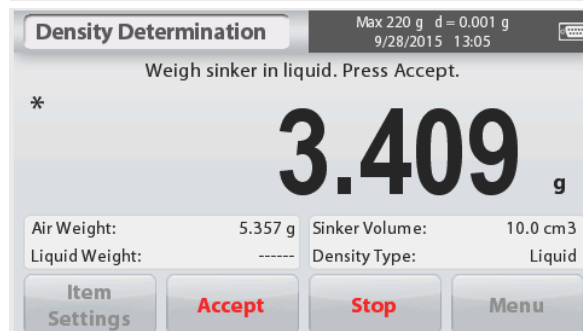 Density Determination
Max 220 g d = 0.001 g
9/28/2015 13:05
Weigh sinker in liquid. Press Accept.
*
3.409 g
Air Weight: 5.357 g Sinker Volume: 10.0 cm3
Liquid Weight: ------ Density Type: Liquid
Item Settings Accept Stop Menu